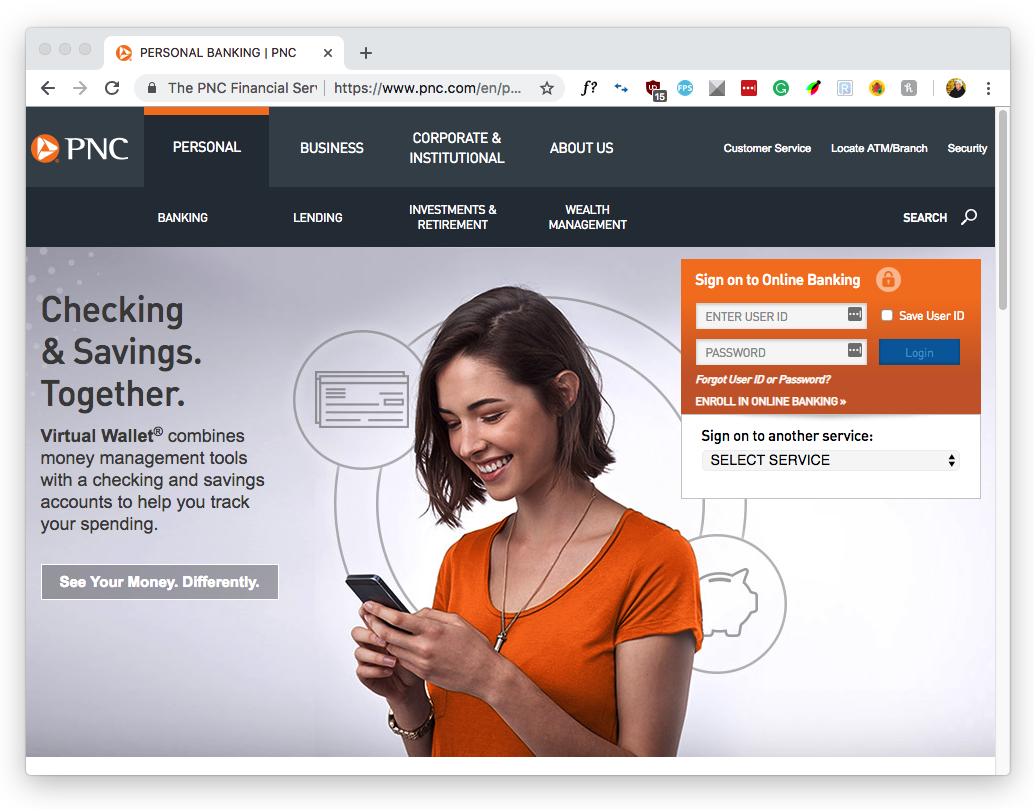 PERSONAL BANKING | PNC
The PNC Financial Ser
https://www.pnc.com/en/p...
f?
15
FPS
PNC
PERSONAL
BUSINESS
CORPORATE &
INSTITUTIONAL
ABOUT US
Customer Service
Locate ATM/Branch
Security
BANKING
LENDING
INVESTMENTS &
RETIREMENT
WEALTH
MANAGEMENT
SEARCH
Checking
& Savings.
Together.
Virtual Wallet® combines
money management tools
with a checking and savings
accounts to help you track
your spending.
See Your Money. Differently.
Sign on to Online Banking
ENTER USER ID
Save User ID
PASSWORD
Login
Forgot User ID or Password?
ENROLL IN ONLINE BANKING »
Sign on to another service:
SELECT SERVICE